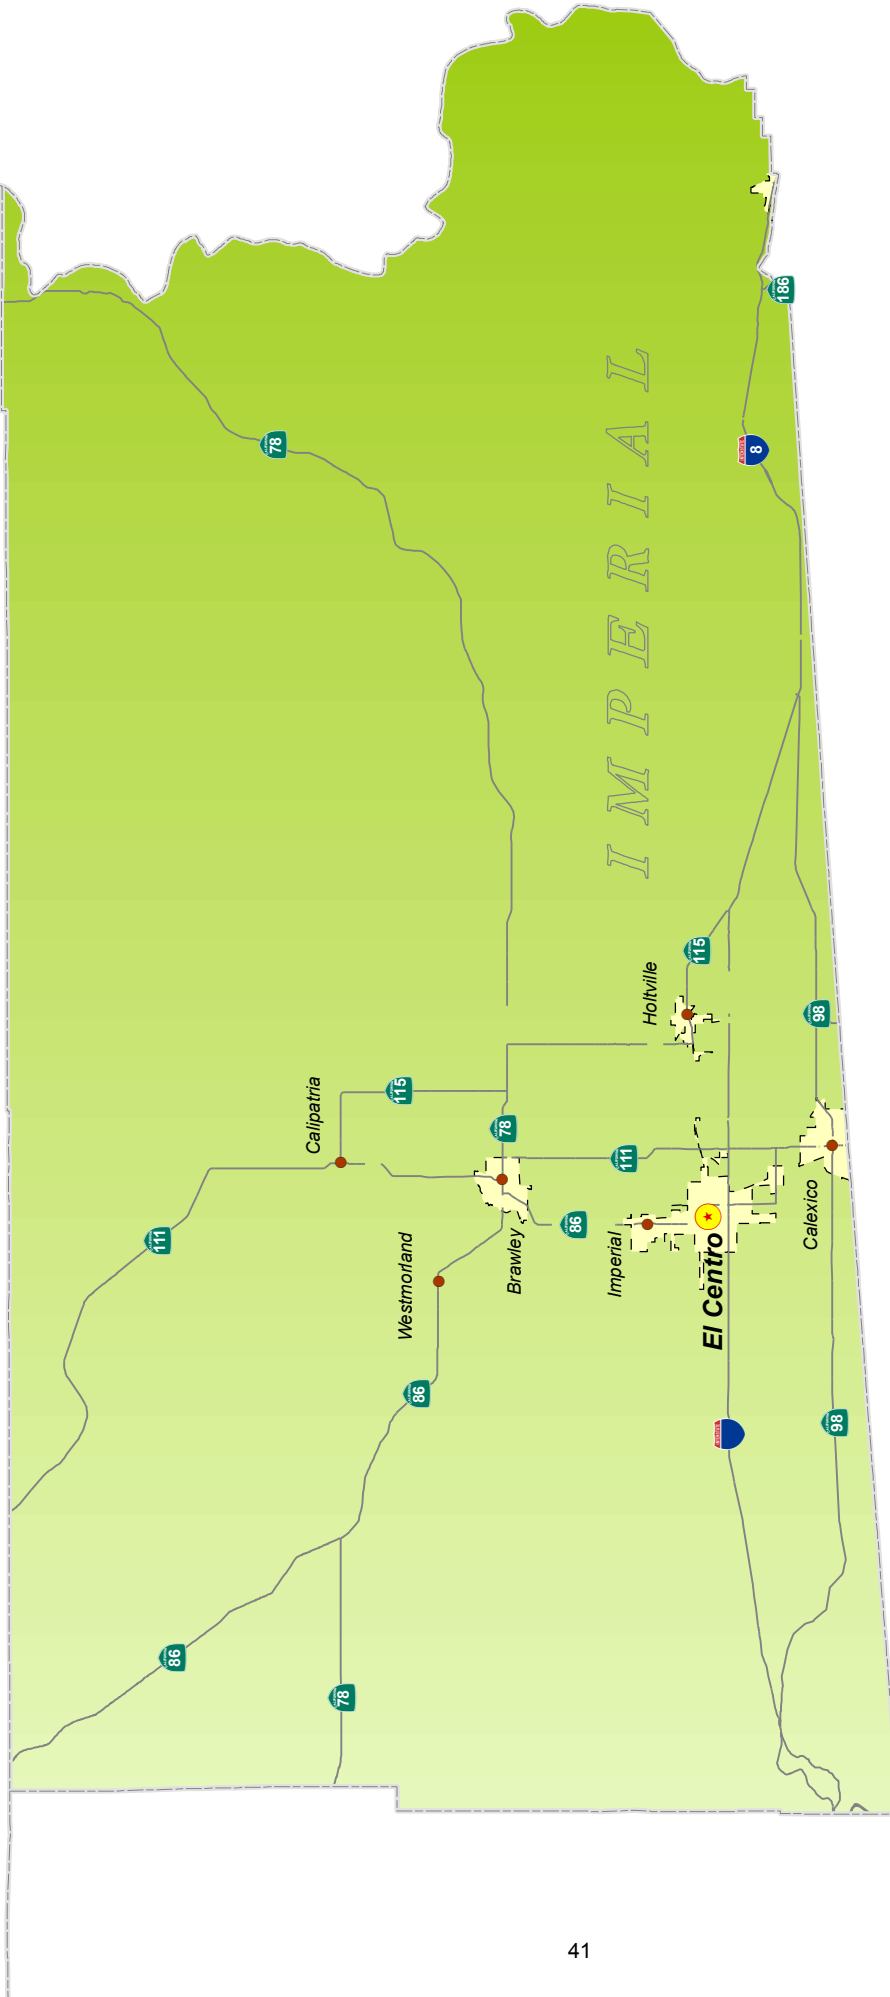 186
78
8
IMPERIAL
115
Holtville
98
115
Calipatria
78
111
111
86
Brawley
Westmorland
Imperial
El Centro
Calexico
86
98
86
78
41